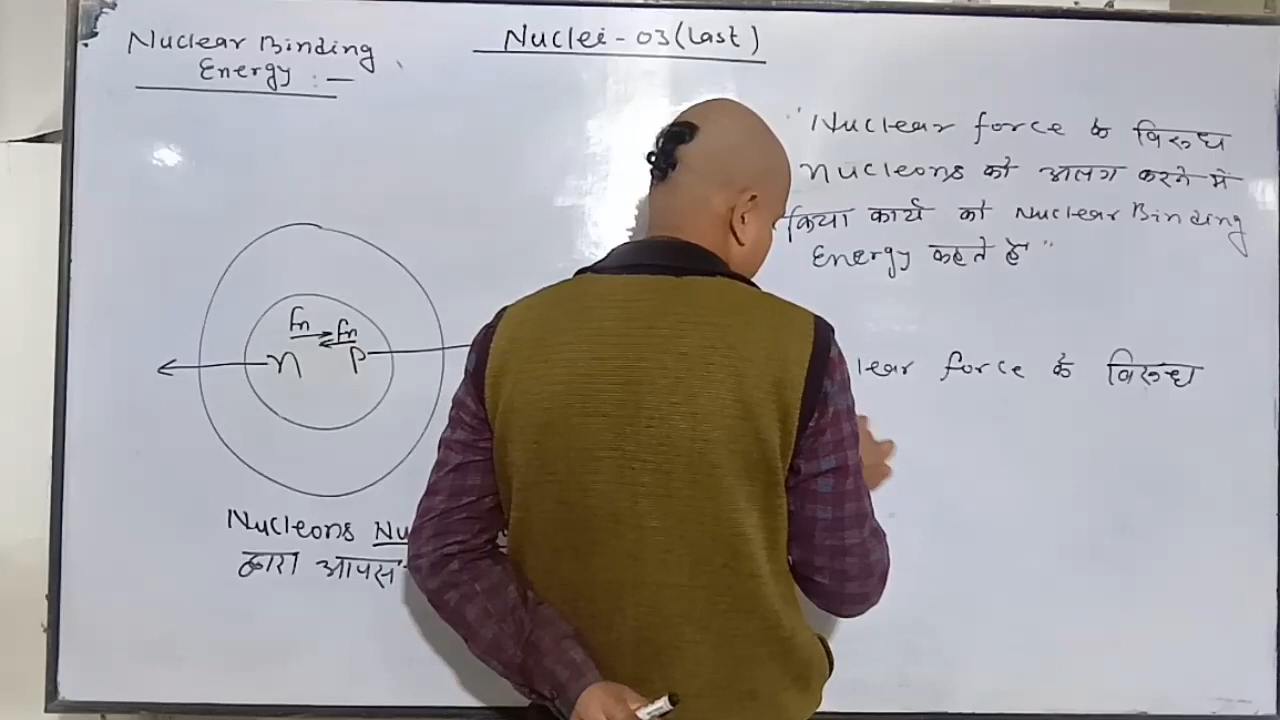 Nuclei-03(Last)
Nuclear Binding
Energy :—
"Nuclear force के विरुध
Nucleons को अलग करने में
किया कार्य को Nuclear Binding
Energy कहते हैं"
Fn Fn
n P
lear force के विरुध
Nucleons Nu
द्वारा आपस